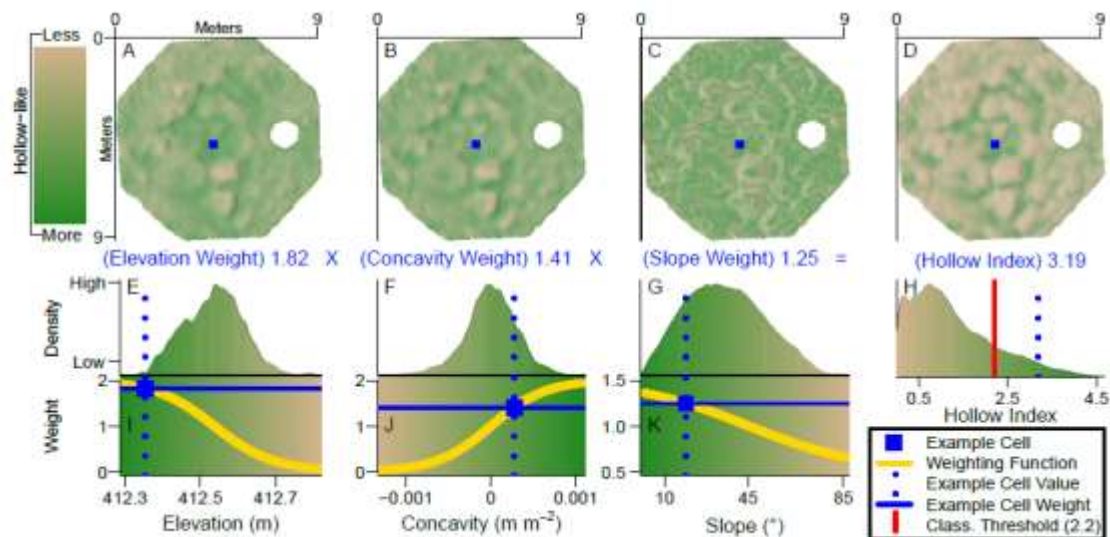 0 Meters 9 0 9 0 9 0 9
Less
Hollow-like
More
0
Meters
9
A B C D
(Elevation Weight) 1.82 X (Concavity Weight) 1.41 X (Slope Weight) 1.25 = (Hollow Index) 3.19
E F G H
High
Density
Low
2 2 1.5
Weight
1 1 1.0
0 0 0.5
I J K
412.3 412.5 412.7
Elevation (m)
−0.001 0 0.001
Concavity (m m⁻²)
10 45 85
Slope (°)
0.5 2.5 4.5
Hollow Index
Example Cell
Weighting Function
Example Cell Value
Example Cell Weight
Class. Threshold (2.2)